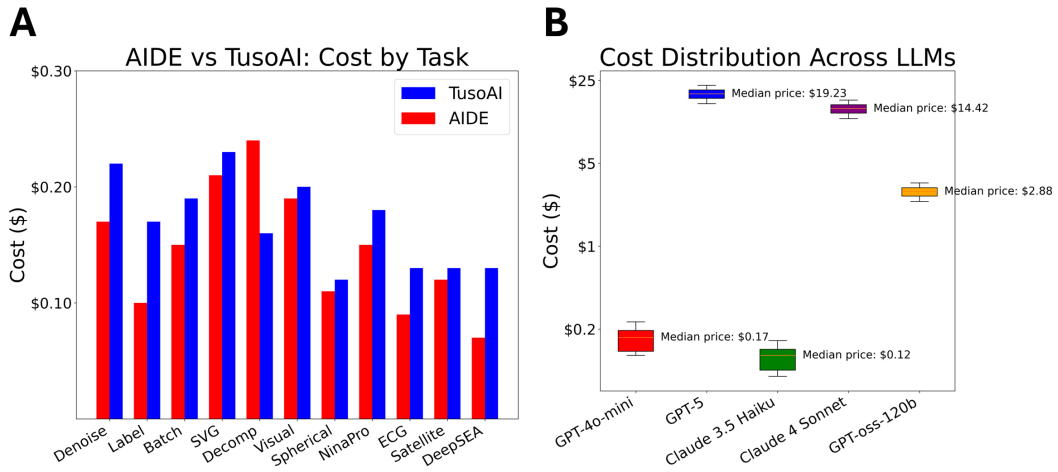 A
AIDE vs TusoAI: Cost by Task
$0.30
$0.20
$0.10
Cost ($)
TusoAI
AIDE
Denoise
Label
Batch
SVG
Decomp
Visual
Spherical
NinaPro
ECG
Satellite
DeepSEA
B
Cost Distribution Across LLMs
$25
$5
$1
$0.2
Cost ($)
Median price: $19.23
Median price: $14.42
Median price: $2.88
Median price: $0.17
Median price: $0.12
GPT-4o-mini
GPT-5
Claude 3.5 Haiku
Claude 4 Sonnet
GPT-oss-120b